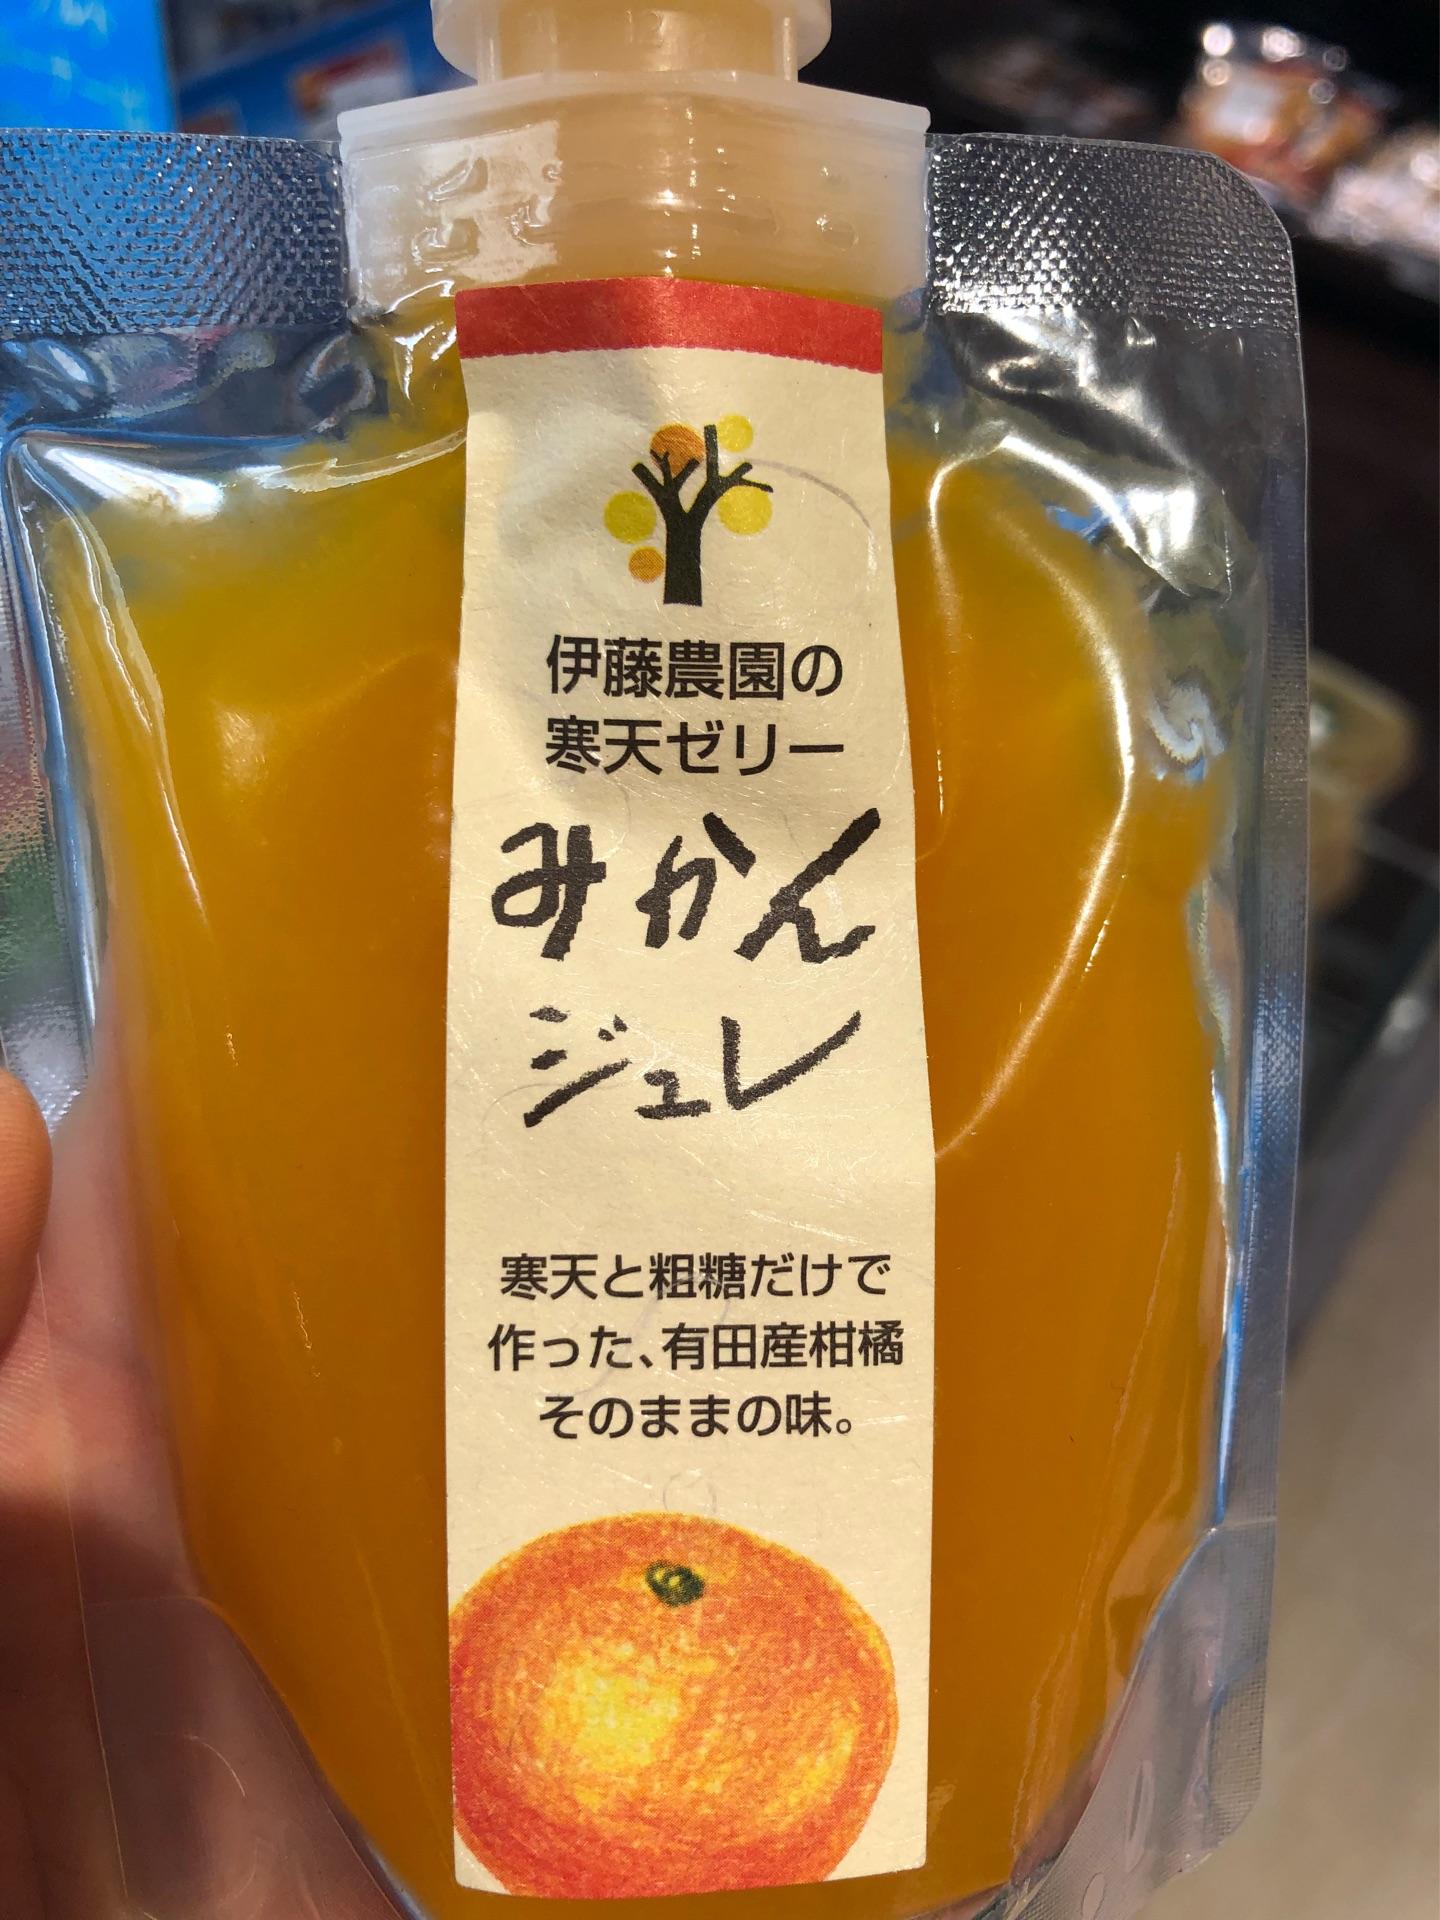 伊藤農園の
寒天ゼリー
みかん
ジュレ
寒天と粗糖だけで
作った、有田産柑橘
そのままの味。